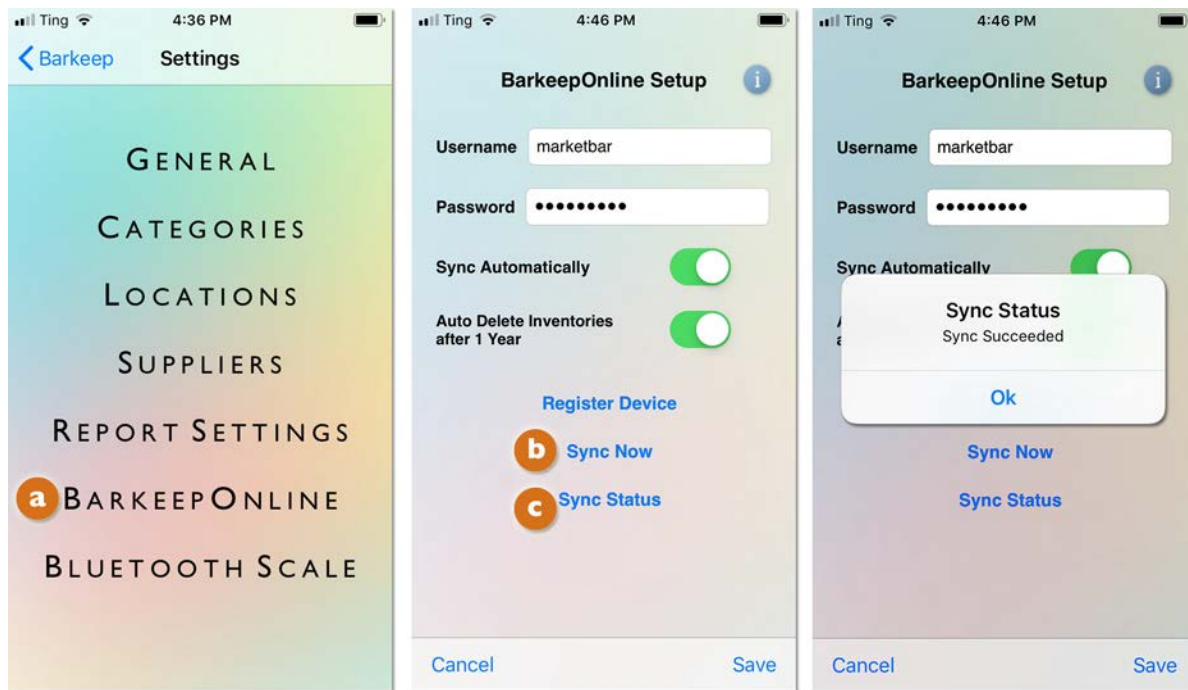 Ting 4:36 PM
Barkeep Settings
GENERAL
CATEGORIES
LOCATIONS
SUPPLIERS
REPORT SETTINGS
a BARKEEPONLINE
BLUETOOTH SCALE
Ting 4:46 PM
BarkeepOnline Setup i
Username marketbar
Password •••••••••
Sync Automatically
Auto Delete Inventories
after 1 Year
Register Device
b Sync Now
c Sync Status
Cancel Save
Ting 4:46 PM
BarkeepOnline Setup i
Username marketbar
Password •••••••••
Sync Automatically
Sync Status
Sync Succeeded
Ok
Sync Now
Sync Status
Cancel Save